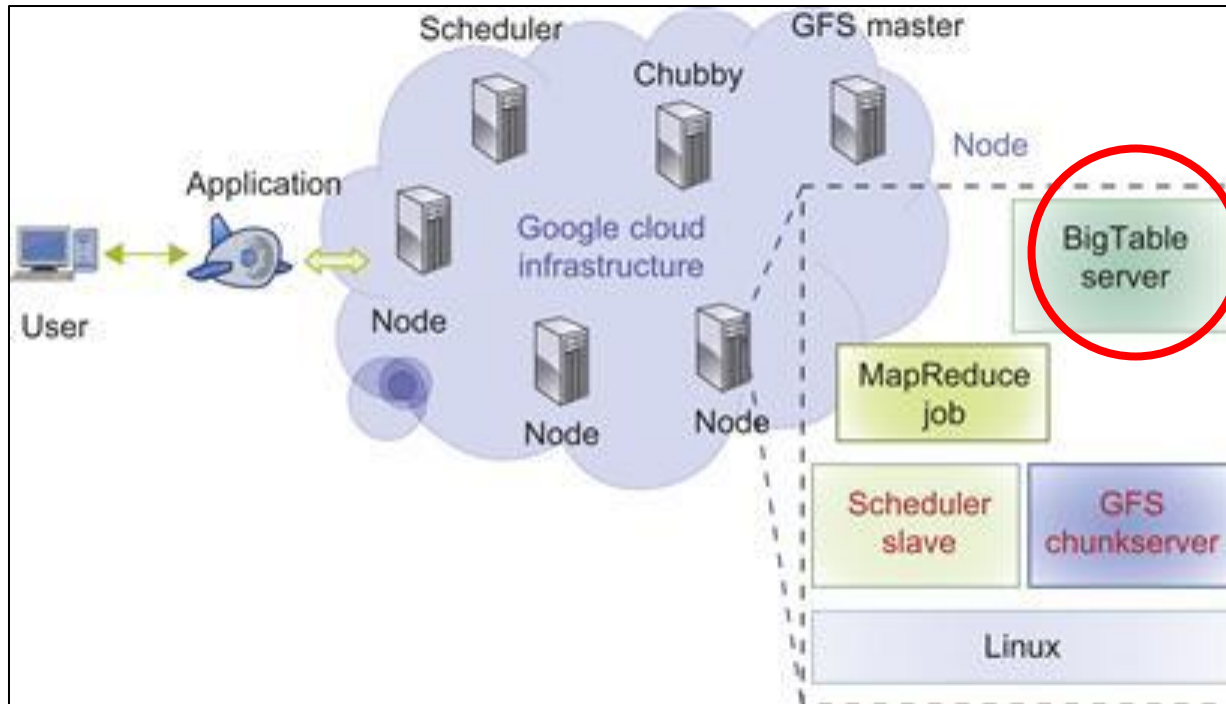 Scheduler
GFS master
Chubby
Node
Application
BigTable
server
Google cloud
infrastructure
User
Node
MapReduce
job
Node
Node
Scheduler
slave
GFS
chunkserver
Linux